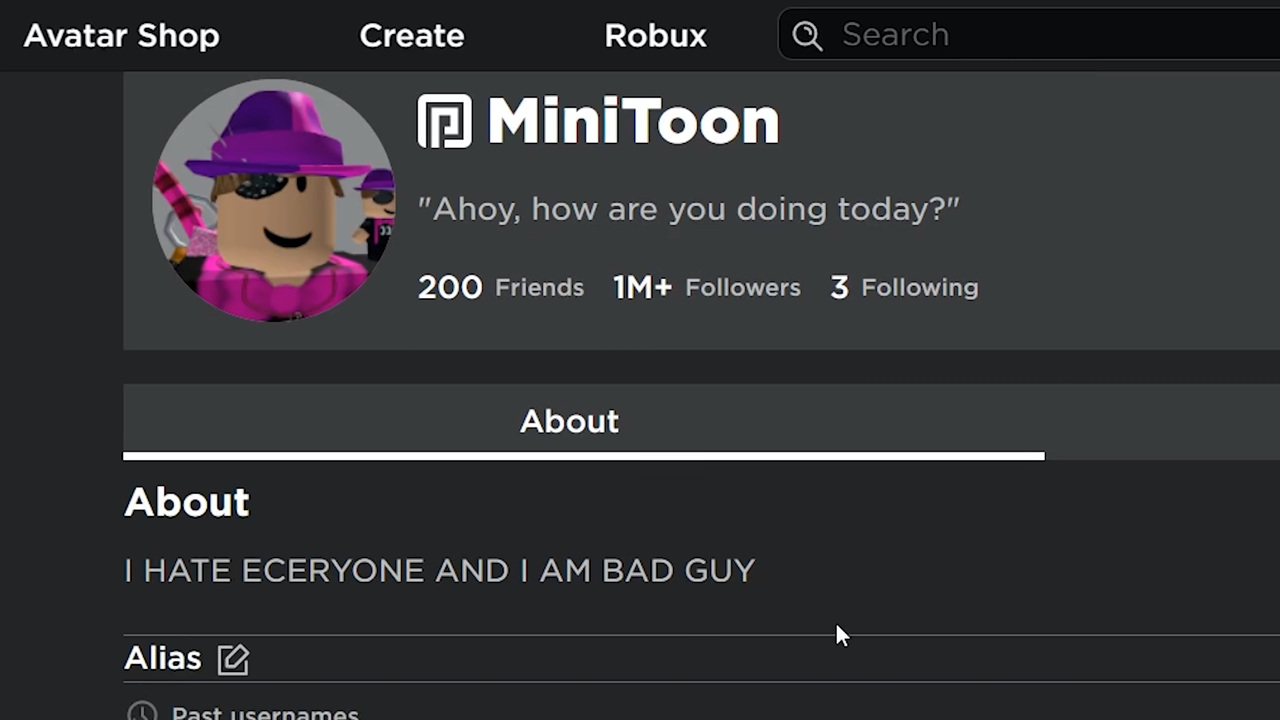 Avatar Shop Create Robux Search
MiniToon
"Ahoy, how are you doing today?"
200 Friends 1M+ Followers 3 Following
About
About
I HATE ECERYONE AND I AM BAD GUY
Alias
Past usernames